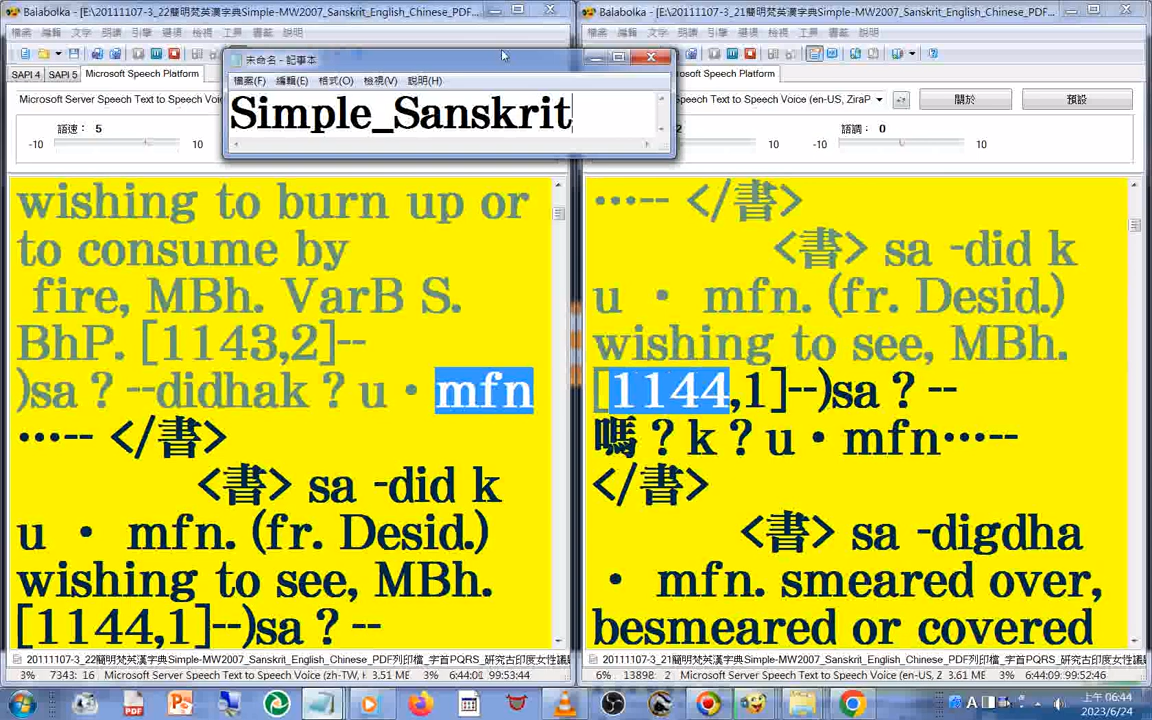 Balabolka - [E:\20111107-3_22簡明梵英漢字典Simple-MW2007_Sanskrit_English_Chinese_PDF...
Balabolka - [E:\20111107-3_21簡明梵英漢字典Simple-MW2007_Sanskrit_English_Chinese_PDF...
未命名 - 記事本
檔案(F) 編輯(E) 格式(O) 檢視(V) 說明(H)
Simple_Sanskrit
SAPI 4 SAPI 5 Microsoft Speech Platform
Microsoft Server Speech Text to Speech Voice
語速： 5
-10 10
Speech Platform
Speech Text to Speech Voice (en-US, ZiraP
關於 預設
2 語調： 0
10 -10 10
wishing to burn up or
to consume by
fire, MBh. VarB S.
BhP. [1143,2]--
)sa？--didhak？u・mfn
…-- </書>
<書> sa -did k
u ・ mfn. (fr. Desid.)
wishing to see, MBh.
[1144,1]--)sa？--
…-- </書>
<書> sa -did k
u ・ mfn. (fr. Desid.)
wishing to see, MBh.
[1144,1]--)sa？--
嗎？k？u・mfn…--
</書>
<書> sa -digdha
・ mfn. smeared over,
besmeared or covered
20111107-3_22簡明梵英漢字典Simple-MW2007_Sanskrit_English_Chinese_PDF列印檔_字首PQRS_研究古印度女性議
3% 7343: 16 Microsoft Server Speech Text to Speech Voice (zh-TW, H 3.51 MB 3% 6:44:01 99:53:44
20111107-3_21簡明梵英漢字典Simple-MW2007_Sanskrit_English_Chinese_PDF列印檔_字首PQRS_研究古印度女性議
6% 13898: 2 Microsoft Server Speech Text to Speech Voice (en-US, Z 3.61 MB 3% 6:44:09 99:52:46
上午 06:44
2023/6/24